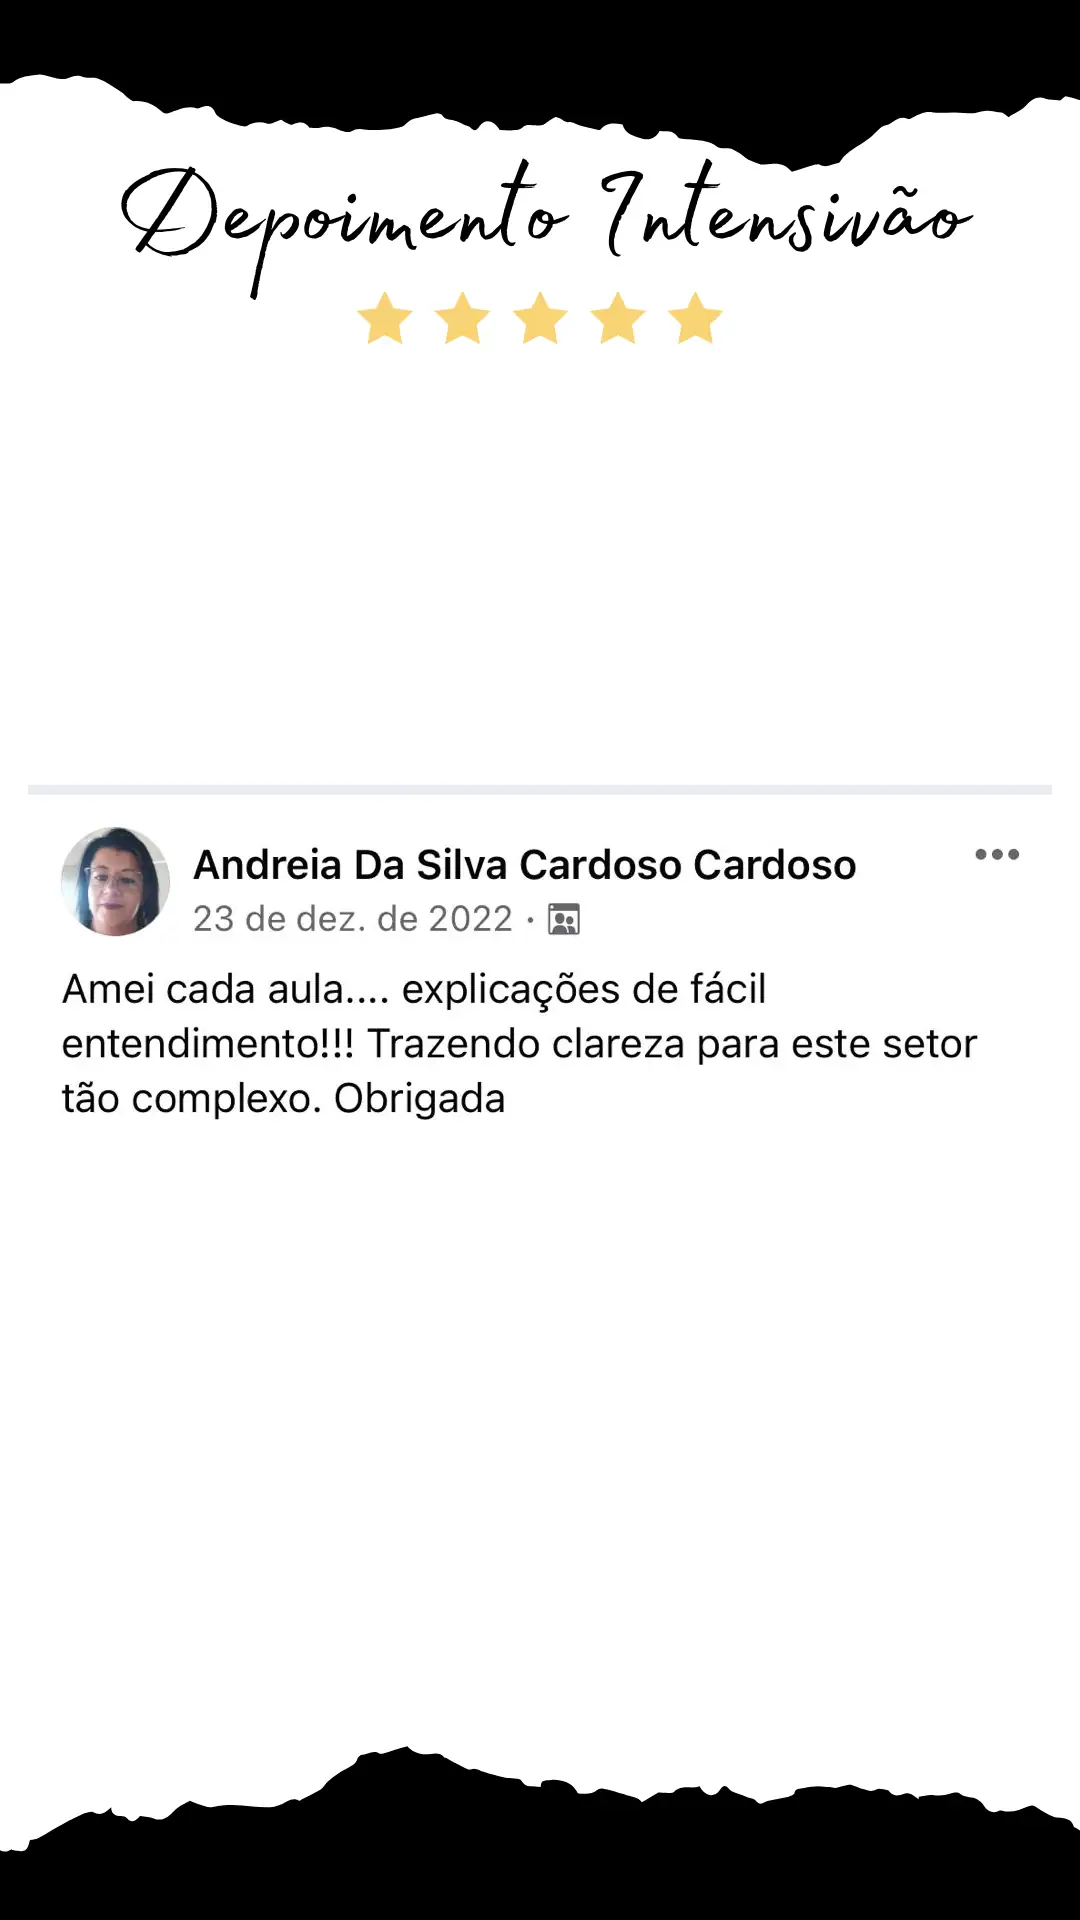 Depoimento Intensivão
Andreia Da Silva Cardoso Cardoso
23 de dez. de 2022 ·
Amei cada aula.... explicações de fácil
entendimento!!! Trazendo clareza para este setor
tão complexo. Obrigada